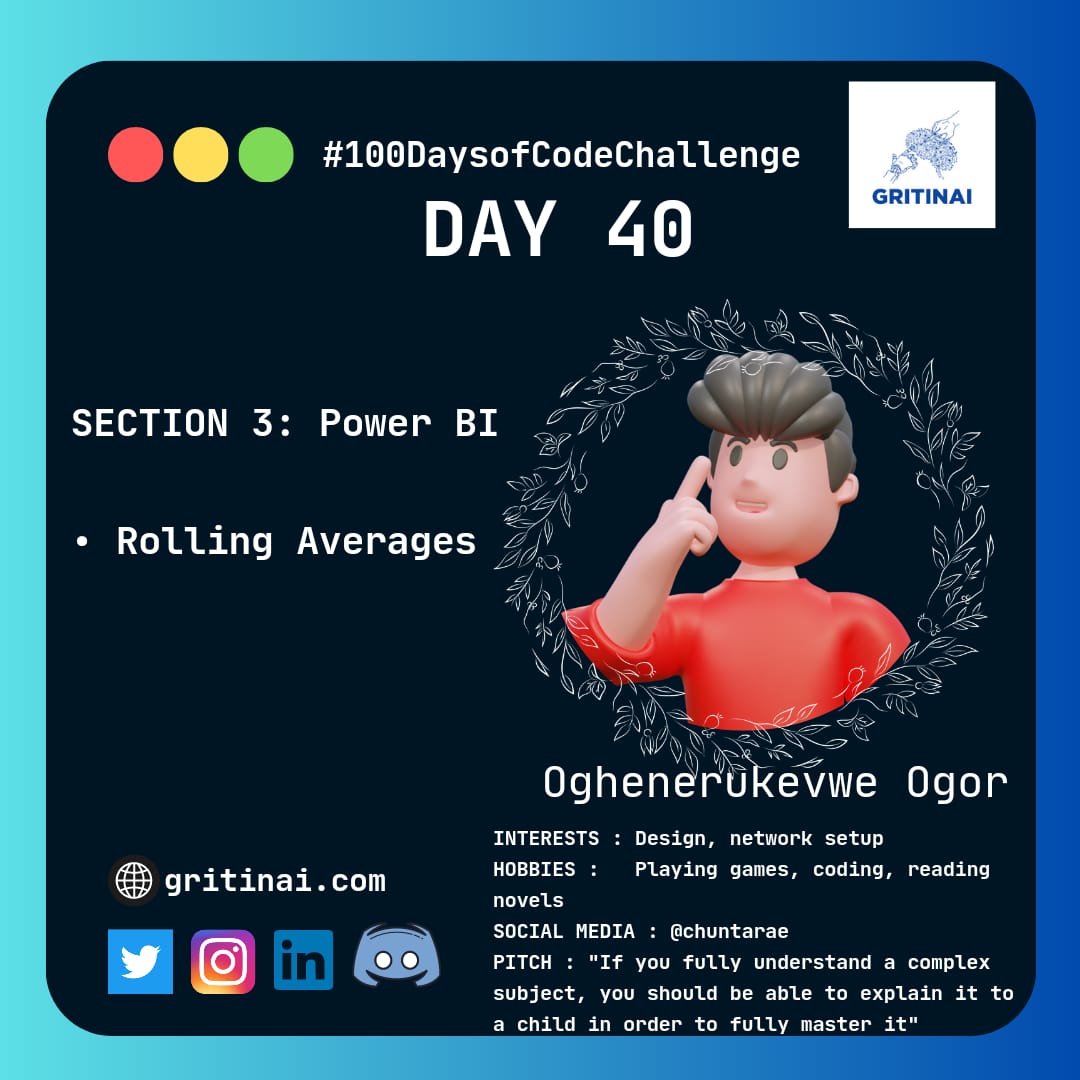 #100DaysofCodeChallenge
DAY 40
GRITINAI
SECTION 3: Power BI
• Rolling Averages
Oghenerukevwe Ogor
INTERESTS : Design, network setup
HOBBIES : Playing games, coding, reading
novels
SOCIAL MEDIA : @chuntarae
PITCH : "If you fully understand a complex
subject, you should be able to explain it to
a child in order to fully master it"
gritinai.com
in